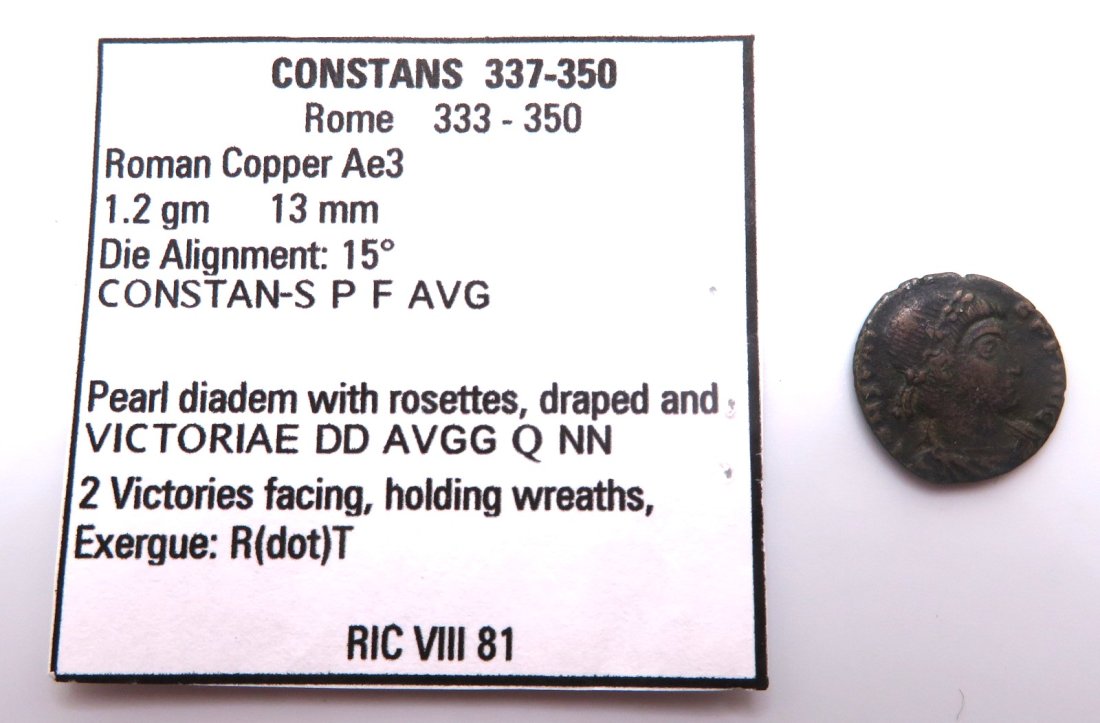 CONSTANS 337-350
Rome 333 - 350
Roman Copper Ae3
1.2 gm 13 mm
Die Alignment: 15°
CONSTAN-S P F AVG
Pearl diadem with rosettes, draped and
VICTORIAE DD AVGG Q NN
2 Victories facing, holding wreaths,
Exergue: R(dot)T
RIC VIII 81